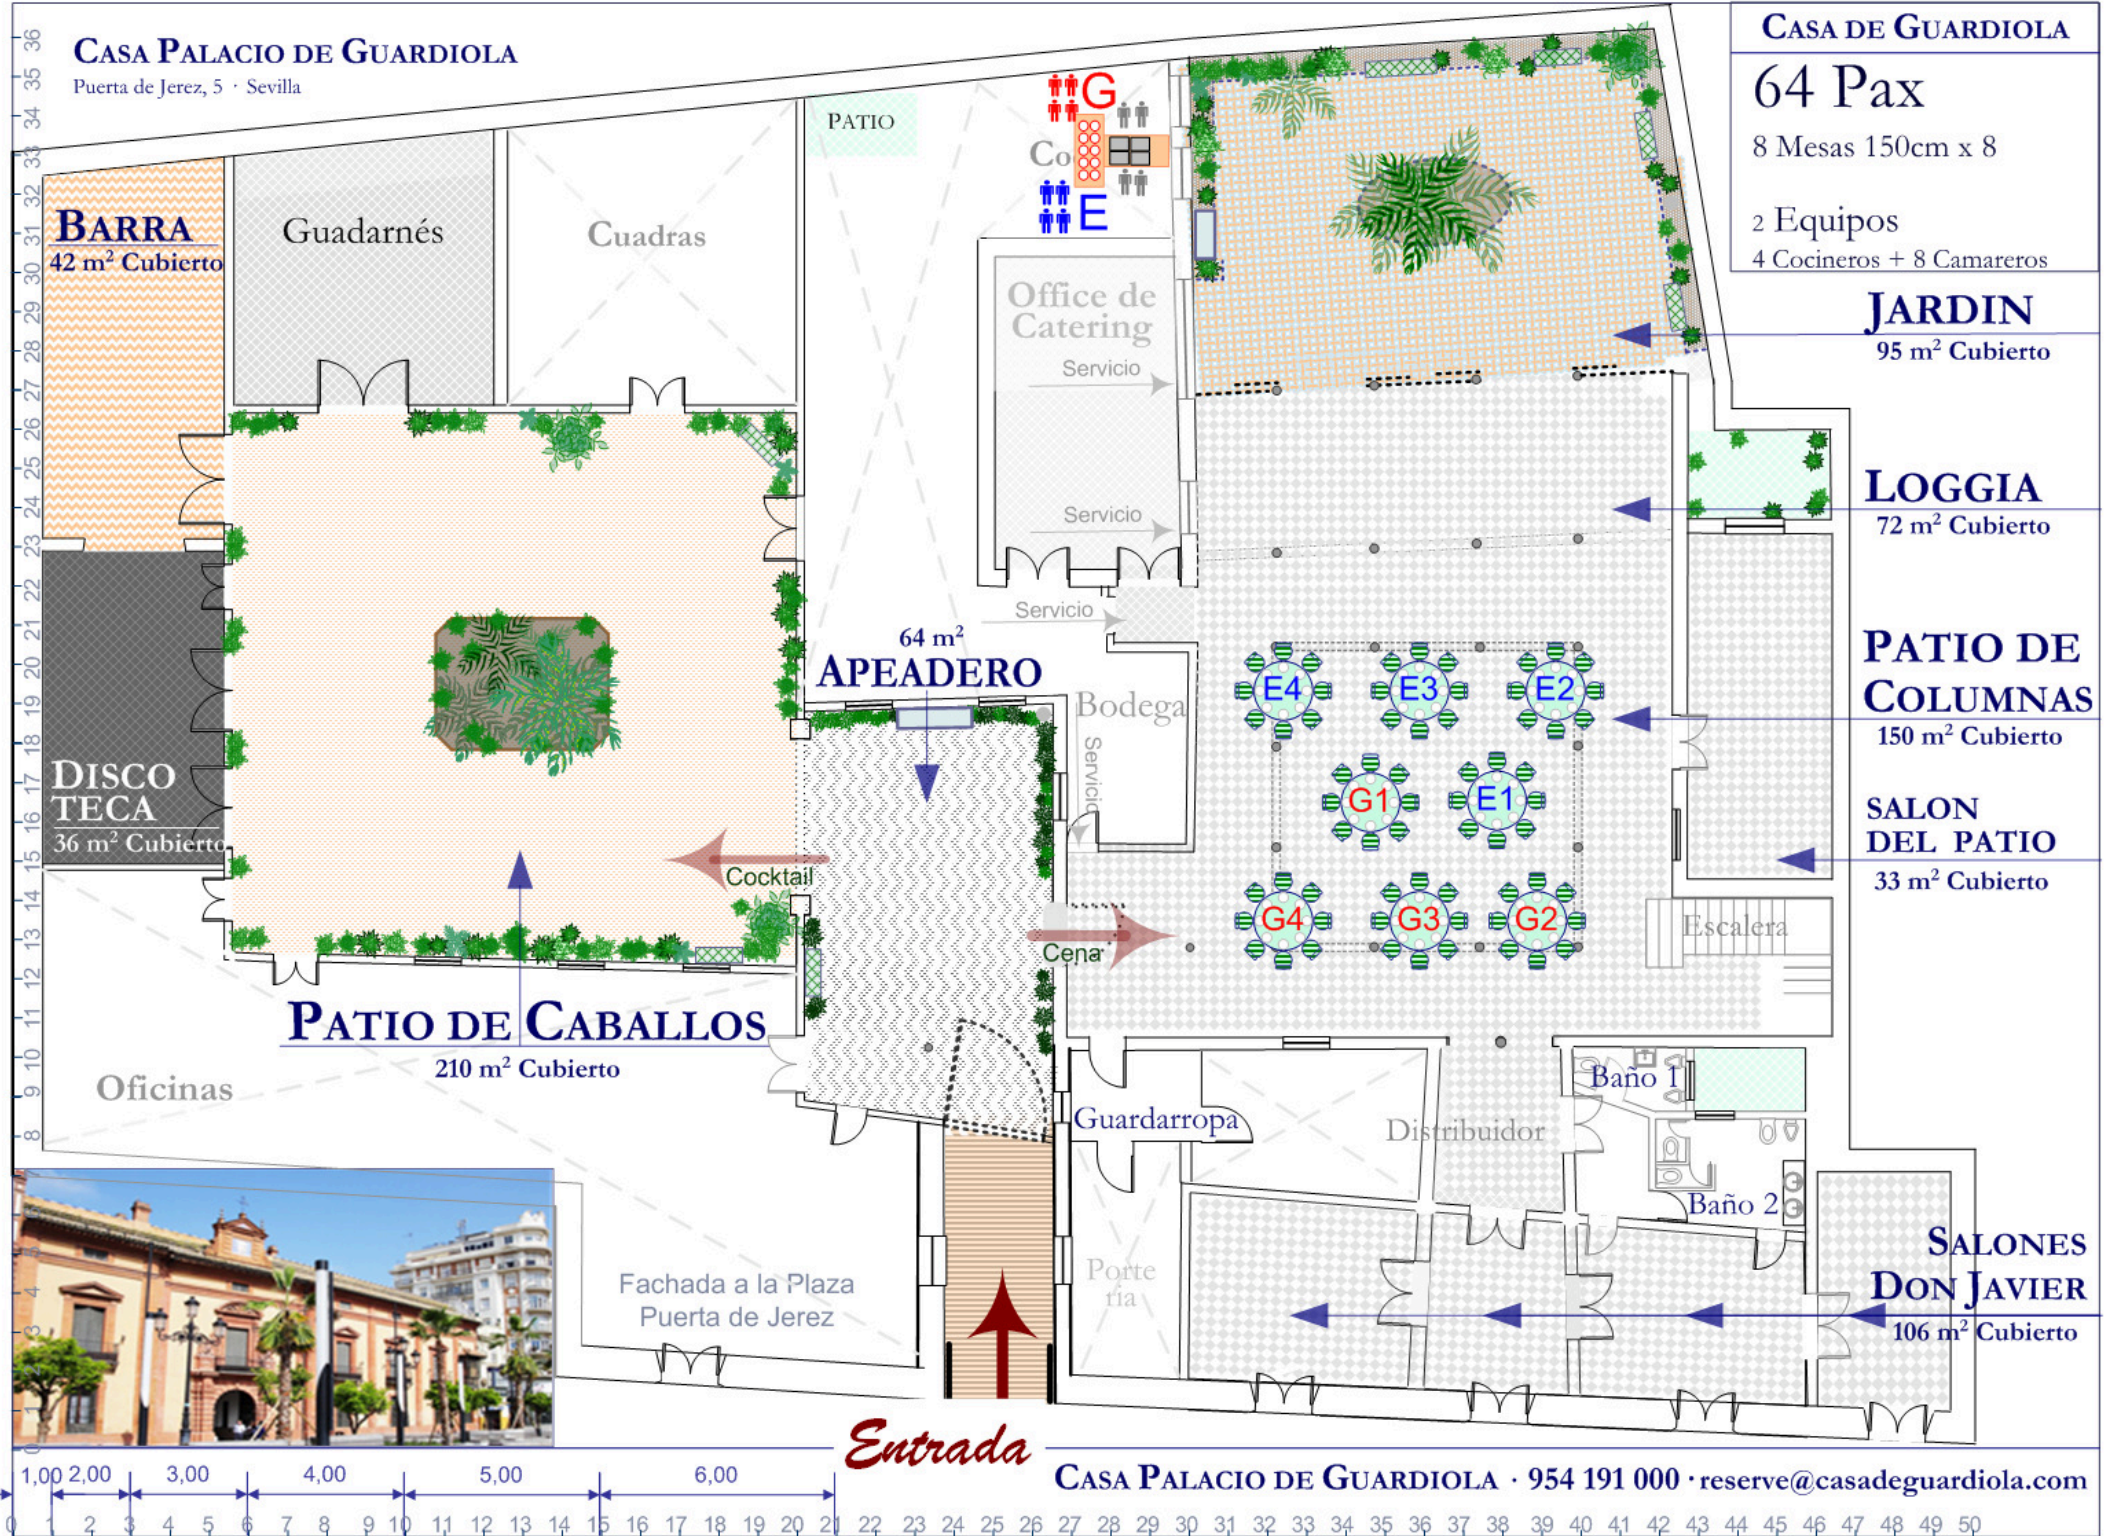 CASA PALACIO DE GUARDIOLA
Puerta de Jerez, 5 · Sevilla
CASA DE GUARDIOLA
64 Pax
8 Mesas 150cm x 8
2 Equipos
4 Cocineros + 8 Camareros
PATIO
G
Co
E
BARRA
42 m² Cubierto
Guadarnés
Cuadras
Office de
Catering
Servicio
Servicio
Servicio
JARDIN
95 m² Cubierto
LOGGIA
72 m² Cubierto
64 m²
APEADERO
PATIO DE
COLUMNAS
150 m² Cubierto
E4 E3 E2
Bodega
Servicio
G1 E1
DISCO
TECA
36 m² Cubierto
SALON
DEL PATIO
33 m² Cubierto
Cocktail
G4 G3 G2
Escalera
Cena
PATIO DE CABALLOS
210 m² Cubierto
Oficinas
Guardarropa
Distribuidor
Baño 1
Baño 2
Porte
ría
SALONES
DON JAVIER
106 m² Cubierto
Fachada a la Plaza
Puerta de Jerez
Entrada
CASA PALACIO DE GUARDIOLA · 954 191 000 · reserve@casadeguardiola.com
1,00 2,00 3,00 4,00 5,00 6,00
36
35
34
33
32
31
30
29
28
27
26
25
24
23
22
21
20
19
18
17
16
15
14
13
12
11
10
9
8
5
4
3
2
1
0
0 1 2 3 4 5 6 7 8 9 10 11 12 13 14 15 16 17 18 19 20 21 22 23 24 25 26 27 28 29 30 31 32 33 34 35 36 37 38 39 40 41 42 43 44 45 46 47 48 49 50